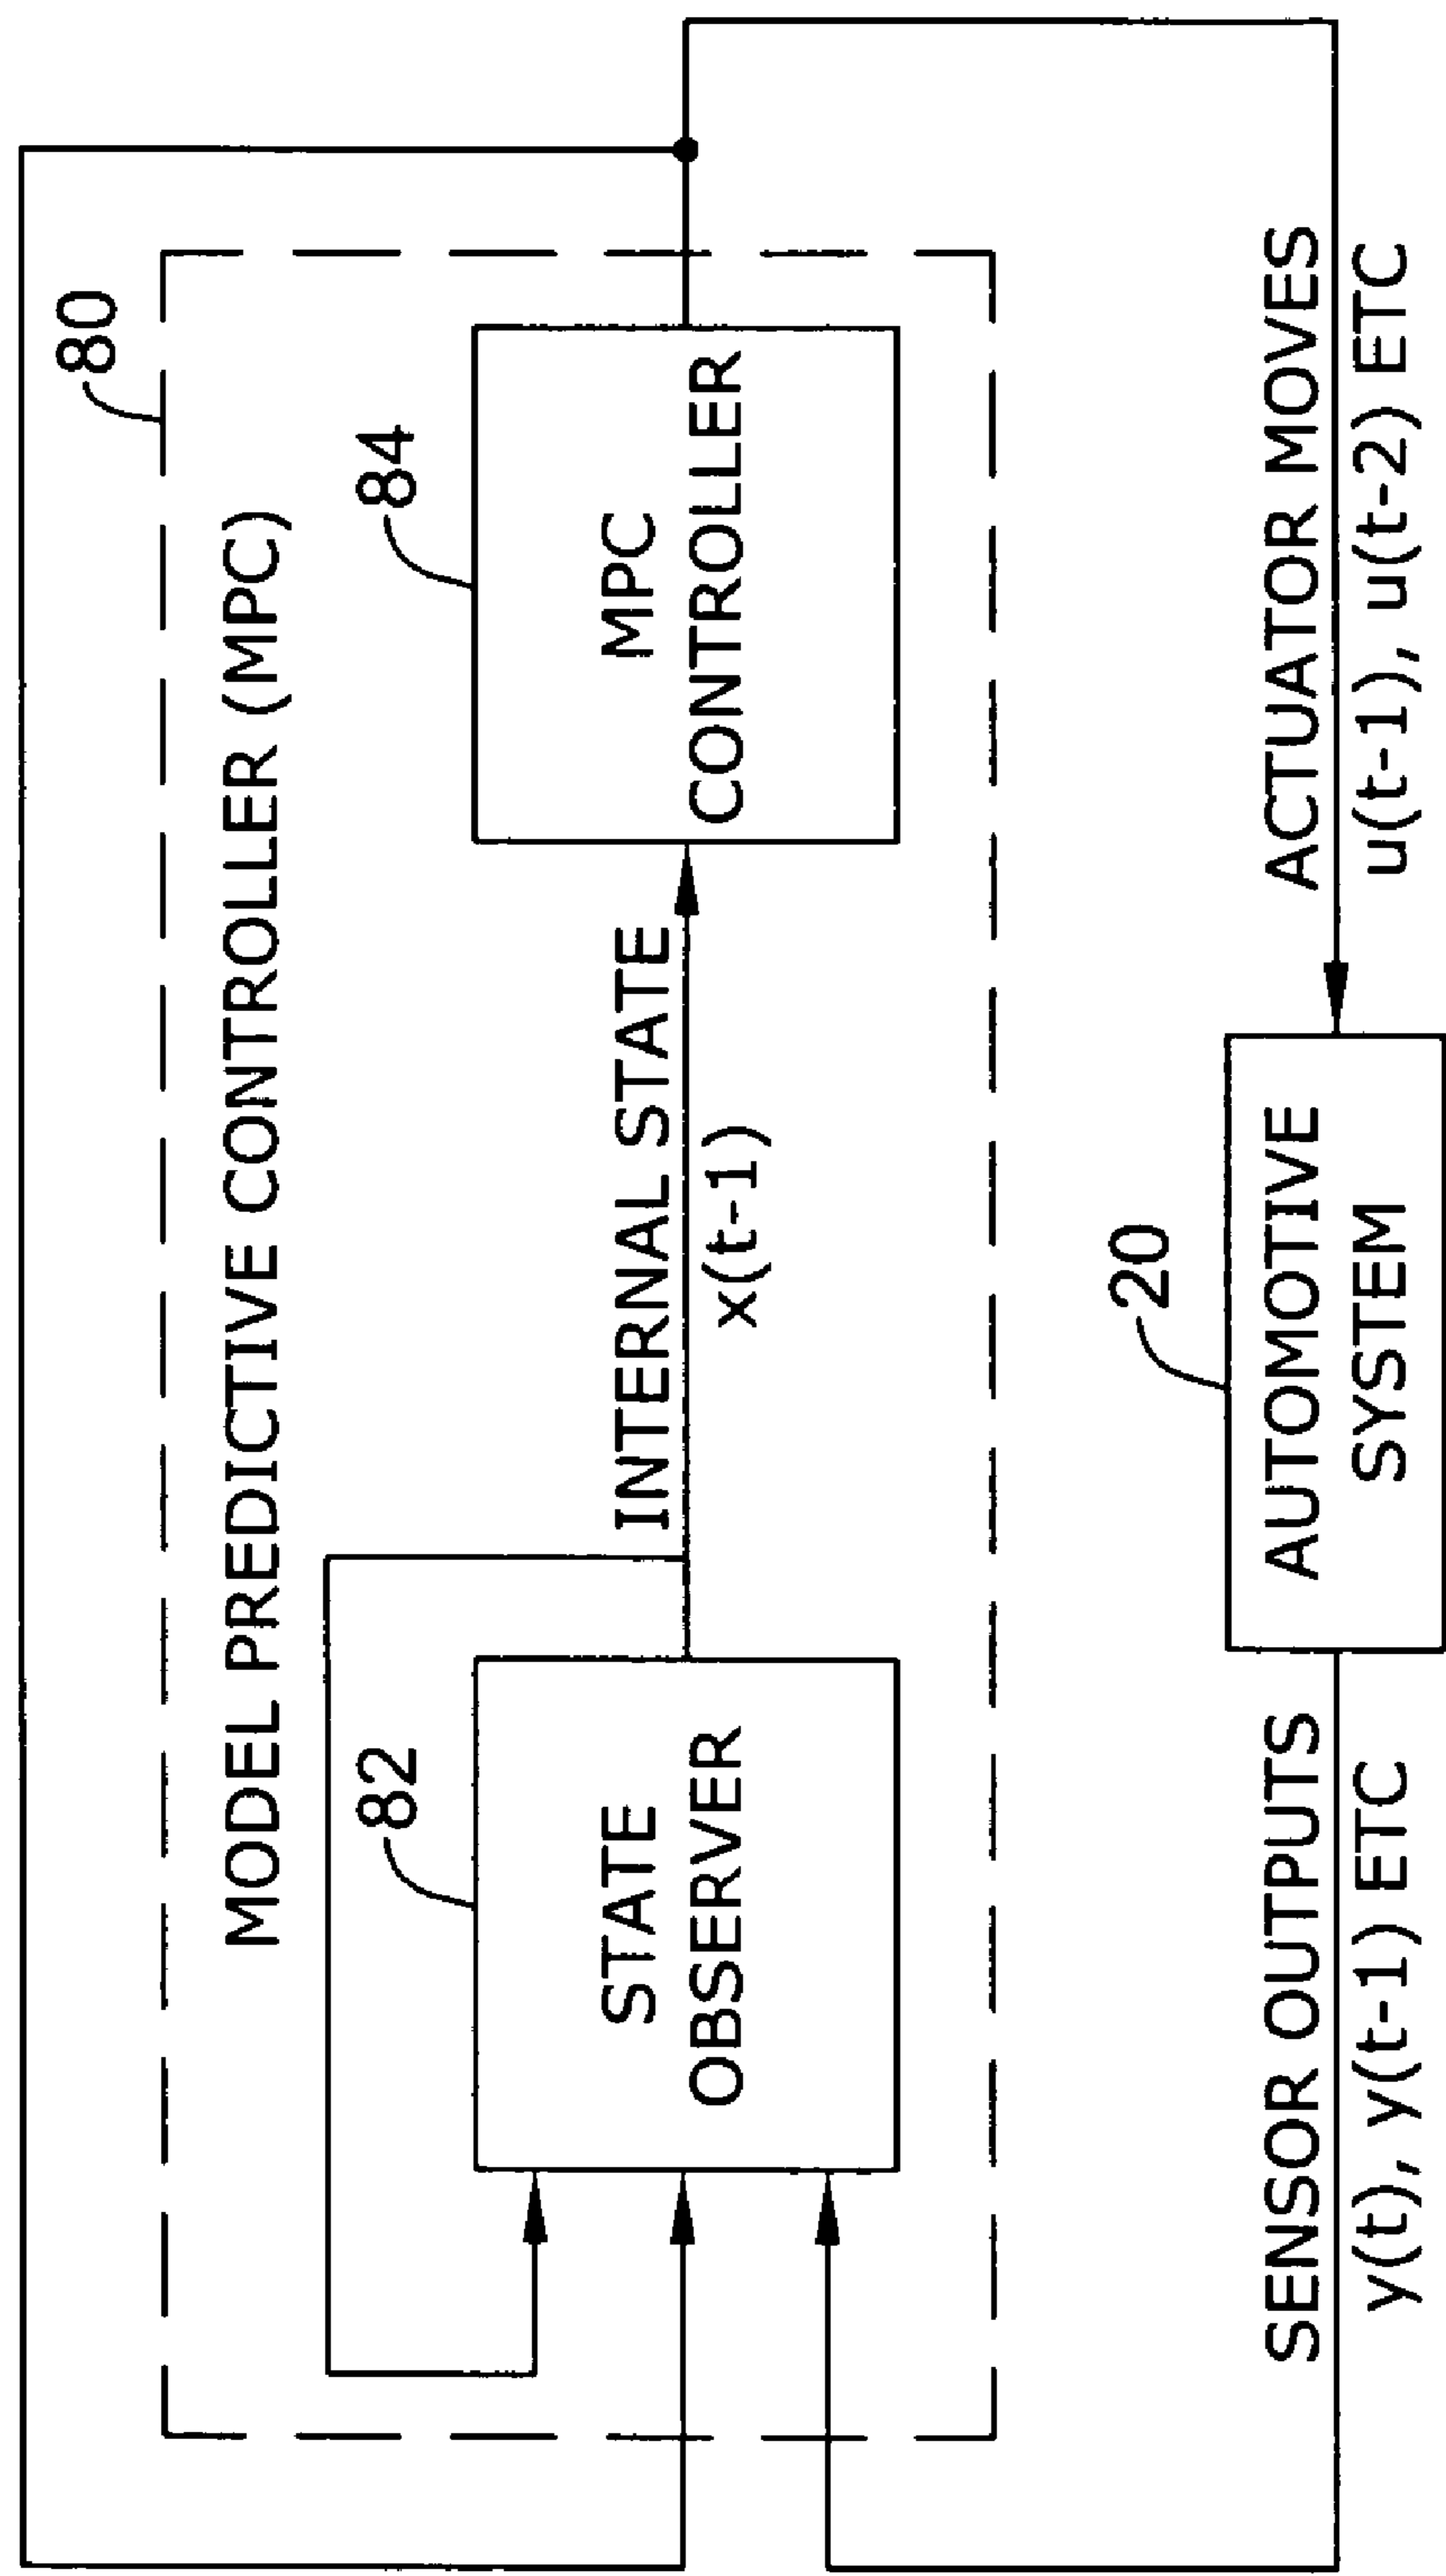 80
MODEL PREDICTIVE CONTROLLER (MPC)
82
84
STATE
OBSERVER
INTERNAL STATE
x(t-1)
MPC
CONTROLLER
20
SENSOR OUTPUTS
y(t), y(t-1) ETC
AUTOMOTIVE
SYSTEM
ACTUATOR MOVES
u(t-1), u(t-2) ETC